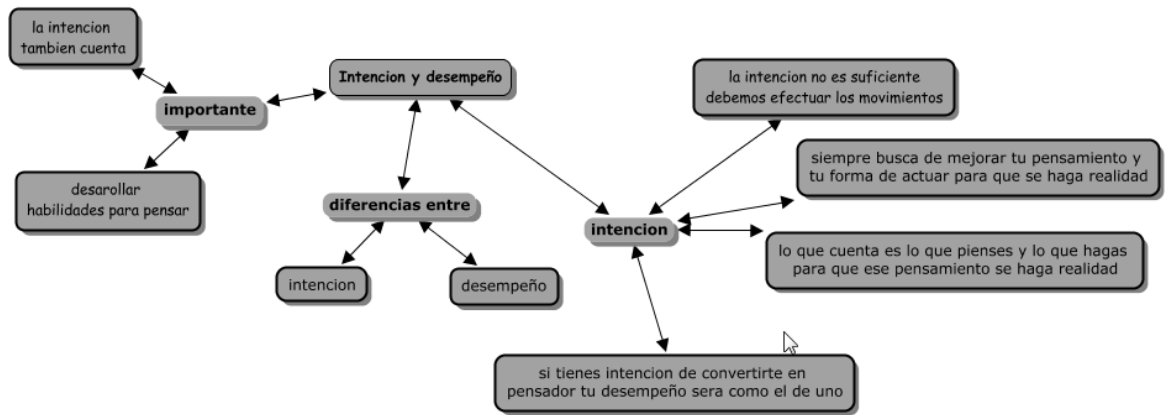 la intencion
tambien cuenta
importante
desarollar
habilidades para pensar
Intencion y desempeño
diferencias entre
intencion
desempeño
intencion
la intencion no es suficiente
debemos efectuar los movimientos
siempre busca de mejorar tu pensamiento y
tu forma de actuar para que se haga realidad
lo que cuenta es lo que pienses y lo que hagas
para que ese pensamiento se haga realidad
si tienes intencion de convertirte en
pensador tu desempeño sera como el de uno